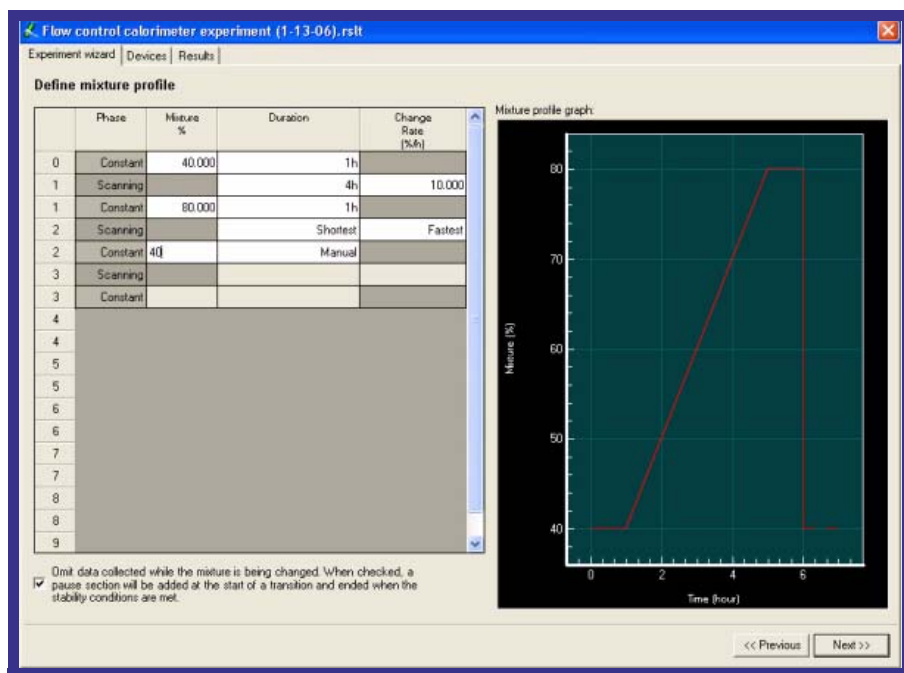 Flow control calorimeter experiment (1-13-06).rslt
Experiment wizard Devices Results
Define mixture profile
Phase Mixture % Duration Change Rate (%/h)
0 Constant 40.000 1h
1 Scanning 4h 10.000
1 Constant 80.000 1h
2 Scanning Shortest Fastest
2 Constant 40 Manual
3 Scanning
3 Constant
4
4
5
5
6
6
7
7
8
8
9
Omit data collected while the mixture is being changed. When checked, a
pause section will be added at the start of a transition and ended when the
stability conditions are met.
Mixture profile graph:
80
70
60
50
40
Mixture (%)
0 2 4 6
Time (hour)
<< Previous Next >>